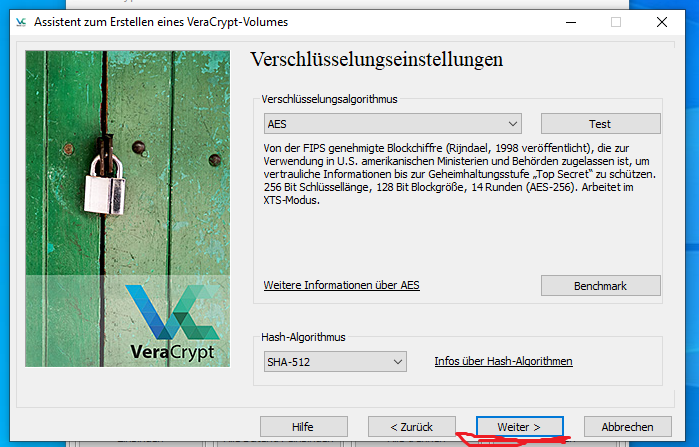 Assistent zum Erstellen eines VeraCrypt-Volumes
Verschlüsselungseinstellungen
Verschlüsselungsalgorithmus
AES
Test
Von der FIPS genehmigte Blockchiffre (Rijndael, 1998 veröffentlicht), die zur
Verwendung in U.S. amerikanischen Ministerien und Behörden zugelassen ist, um
vertrauliche Informationen bis zur Geheimhaltungsstufe „Top Secret“ zu schützen.
256 Bit Schlüssellänge, 128 Bit Blockgröße, 14 Runden (AES-256). Arbeitet im
XTS-Modus.
Weitere Informationen über AES
Benchmark
VeraCrypt
Hash-Algorithmus
SHA-512
Infos über Hash-Algorithmen
Hilfe
< Zurück
Weiter >
Abbrechen